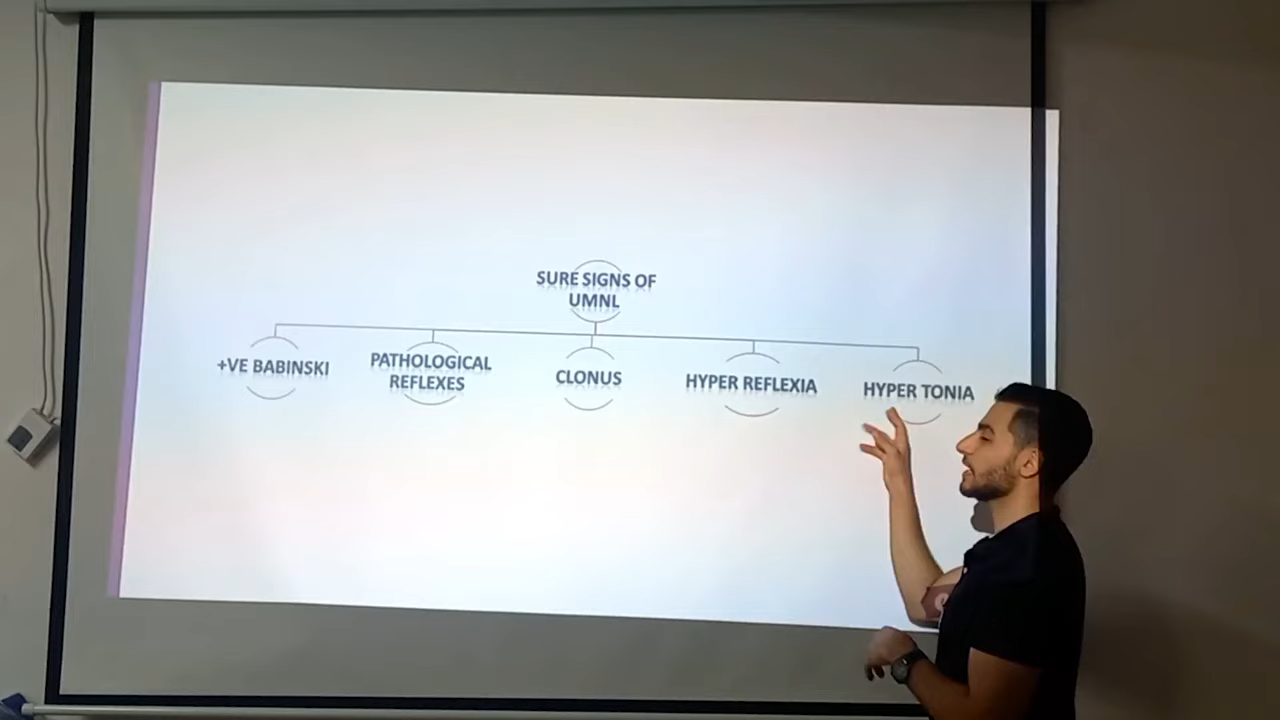 SURE SIGNS OF
UMNL
+VE BABINSKI
PATHOLOGICAL
REFLEXES
CLONUS
HYPER REFLEXIA
HYPER TONIA